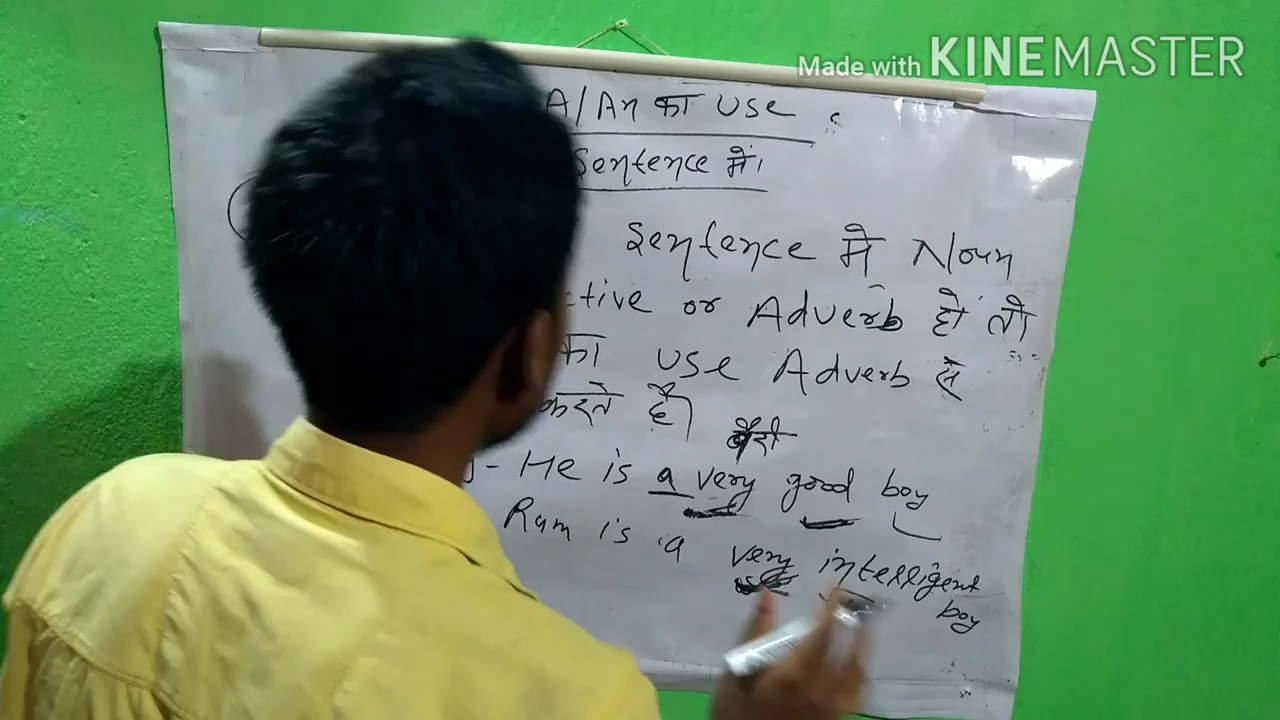 Made with KINEMASTER
A/An का Use :
Sentence में।
Sentence में Noun
ctive or Adverb हो तो
का use Adverb से
करते हैं।
He is a very good boy
Ram is a very intelligent
boy